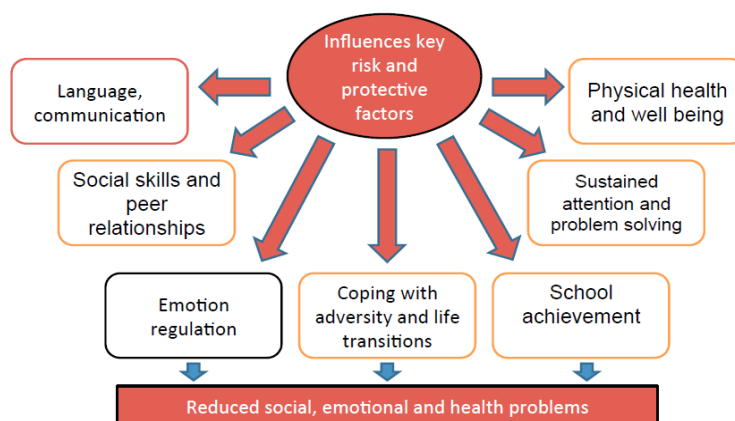 Influences key
risk and
protective
factors
Language,
communication
Physical health
and well being
Social skills and
peer
relationships
Sustained
attention and
problem solving
Emotion
regulation
Coping with
adversity and life
transitions
School
achievement
Reduced social, emotional and health problems